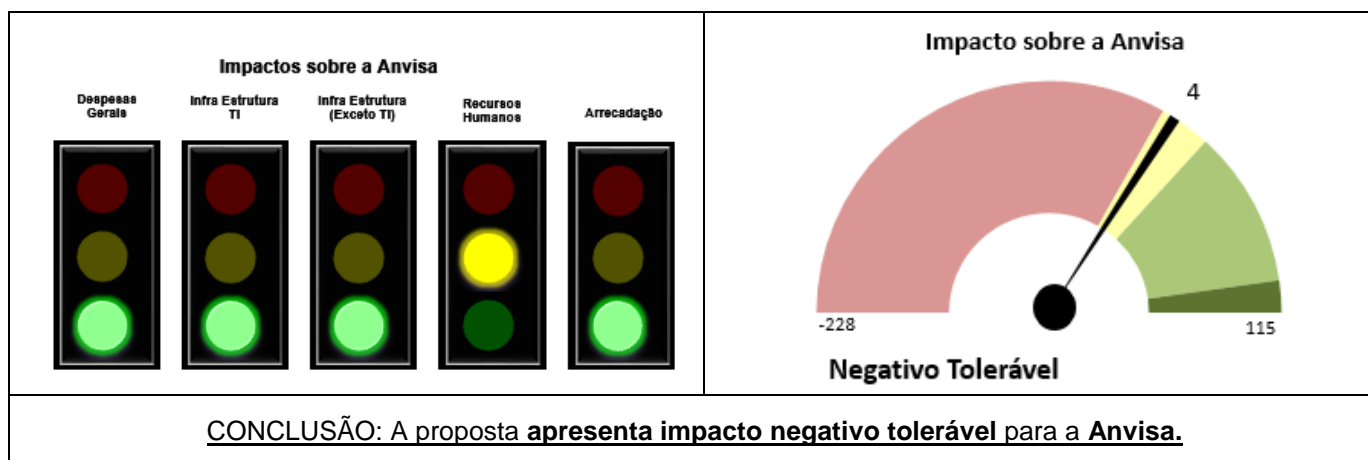 Impactos sobre a Anvisa
Despesas
Gerais
Infra Estrutura
TI
Infra Estrutura
(Exceto TI)
Recursos
Humanos
Arrecadação
Impacto sobre a Anvisa
4
-228
115
Negativo Tolerável
CONCLUSÃO: A proposta apresenta impacto negativo tolerável para a Anvisa.